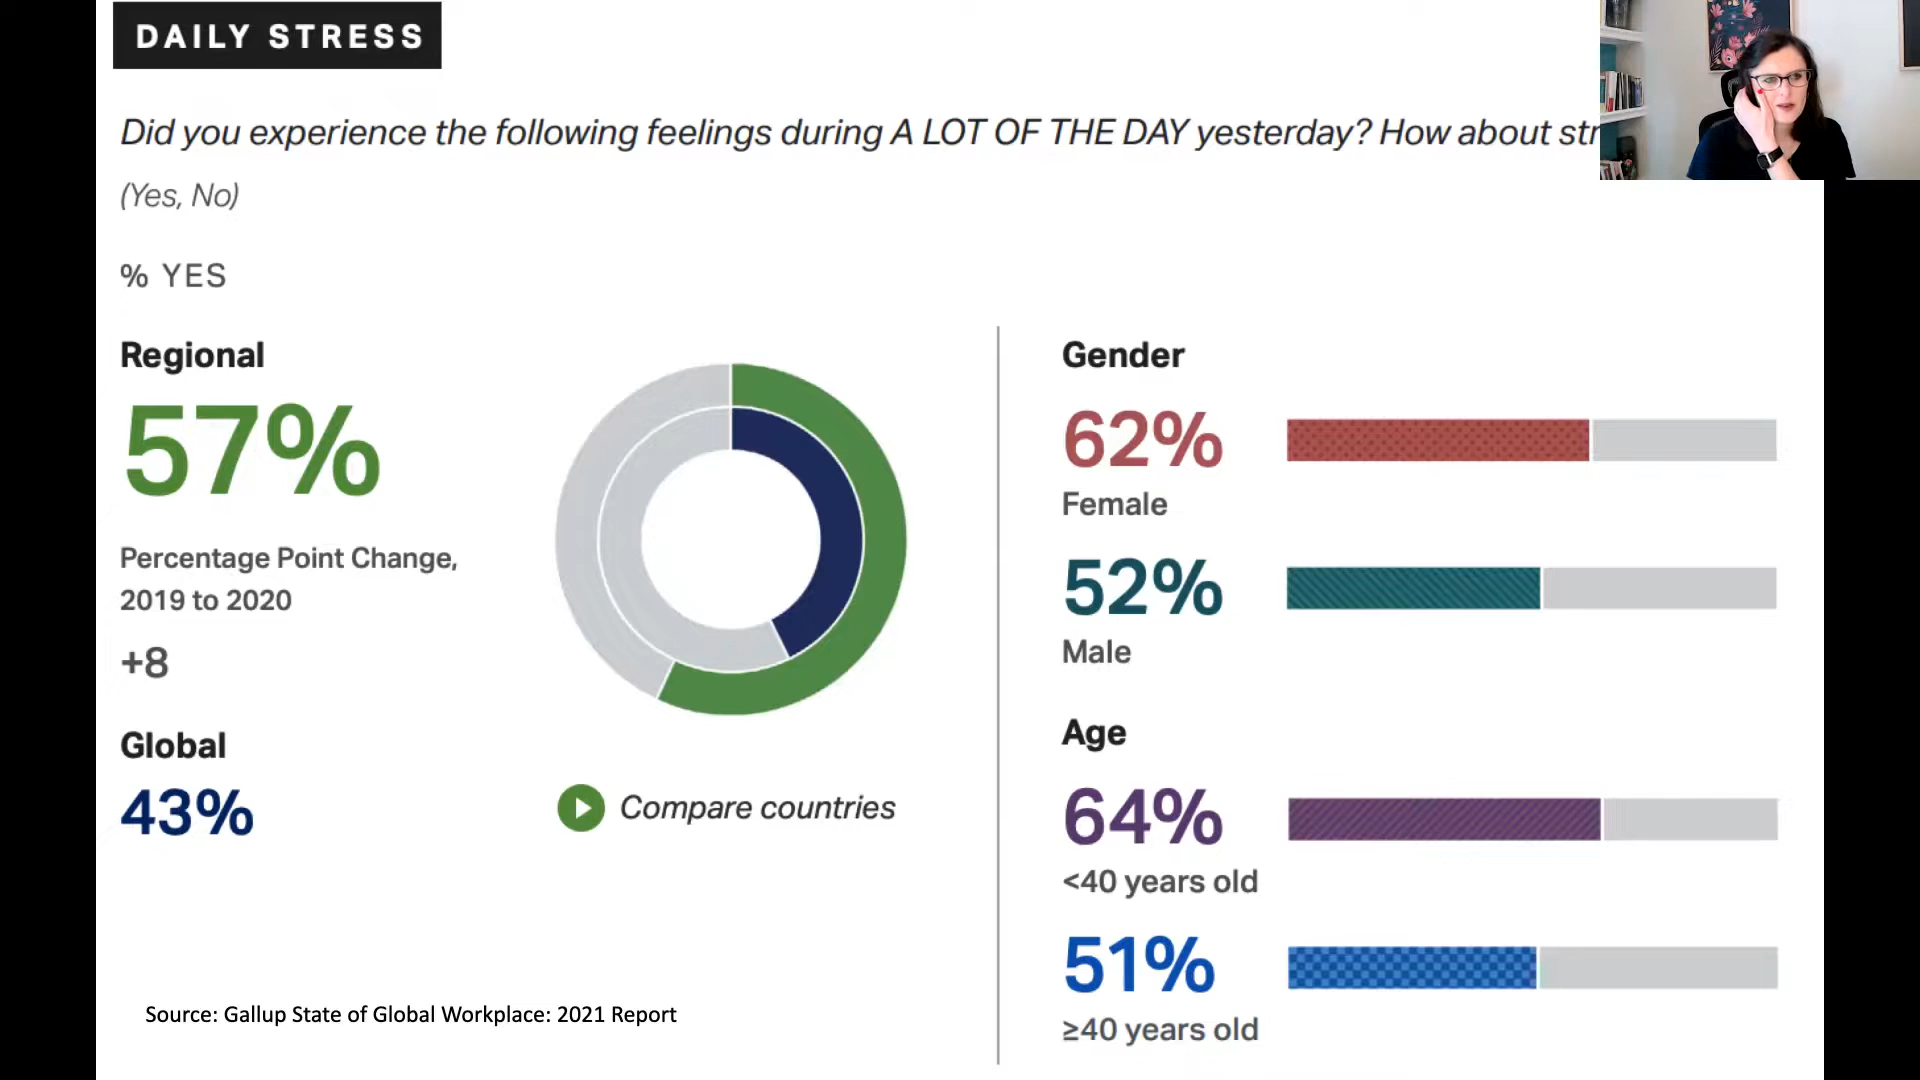 DAILY STRESS
Did you experience the following feelings during A LOT OF THE DAY yesterday? How about
(Yes, No)
% YES
Regional
57%
Percentage Point Change,
2019 to 2020
+8
Global
43%
Compare countries
Gender
62%
Female
52%
Male
Age
64%
<40 years old
51%
≥40 years old
Source: Gallup State of Global Workplace: 2021 Report